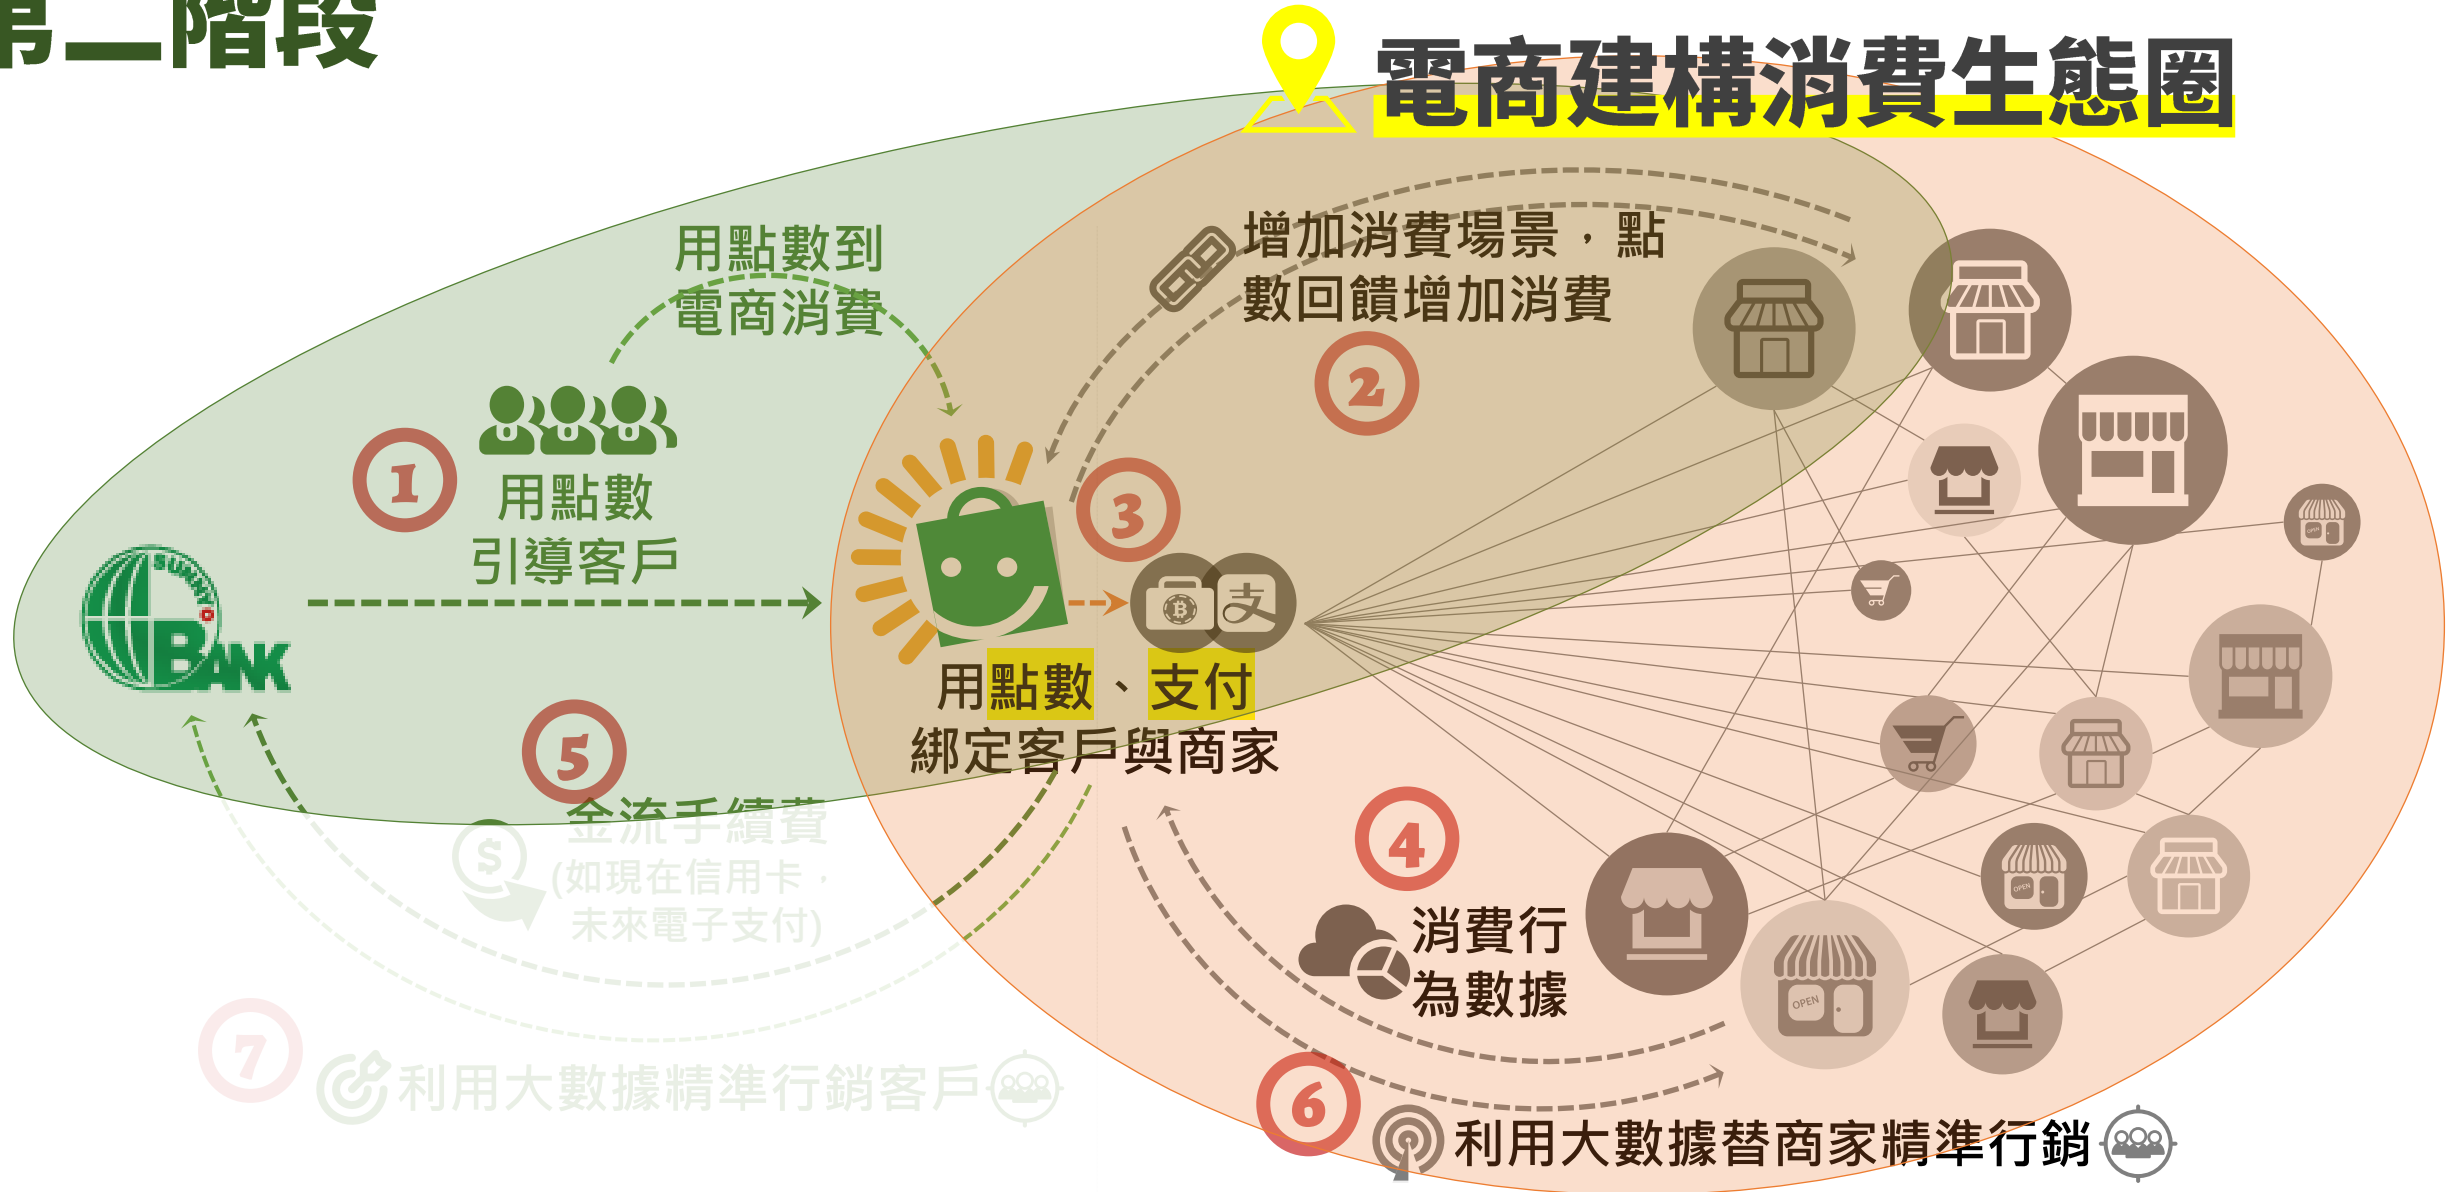 第二階段
電商建構消費生態圈
用點數到
電商消費
增加消費場景，點
數回饋增加消費
2
1
用點數
引導客戶
3
SUNNY
BANK
支
用點數、支付
綁定客戶與商家
5
金流手續費
(如現在信用卡，
未來電子支付)
4
消費行
為數據
OPEN
OPEN
OPEN
7
利用大數據精準行銷客戶
6
利用大數據替商家精準行銷